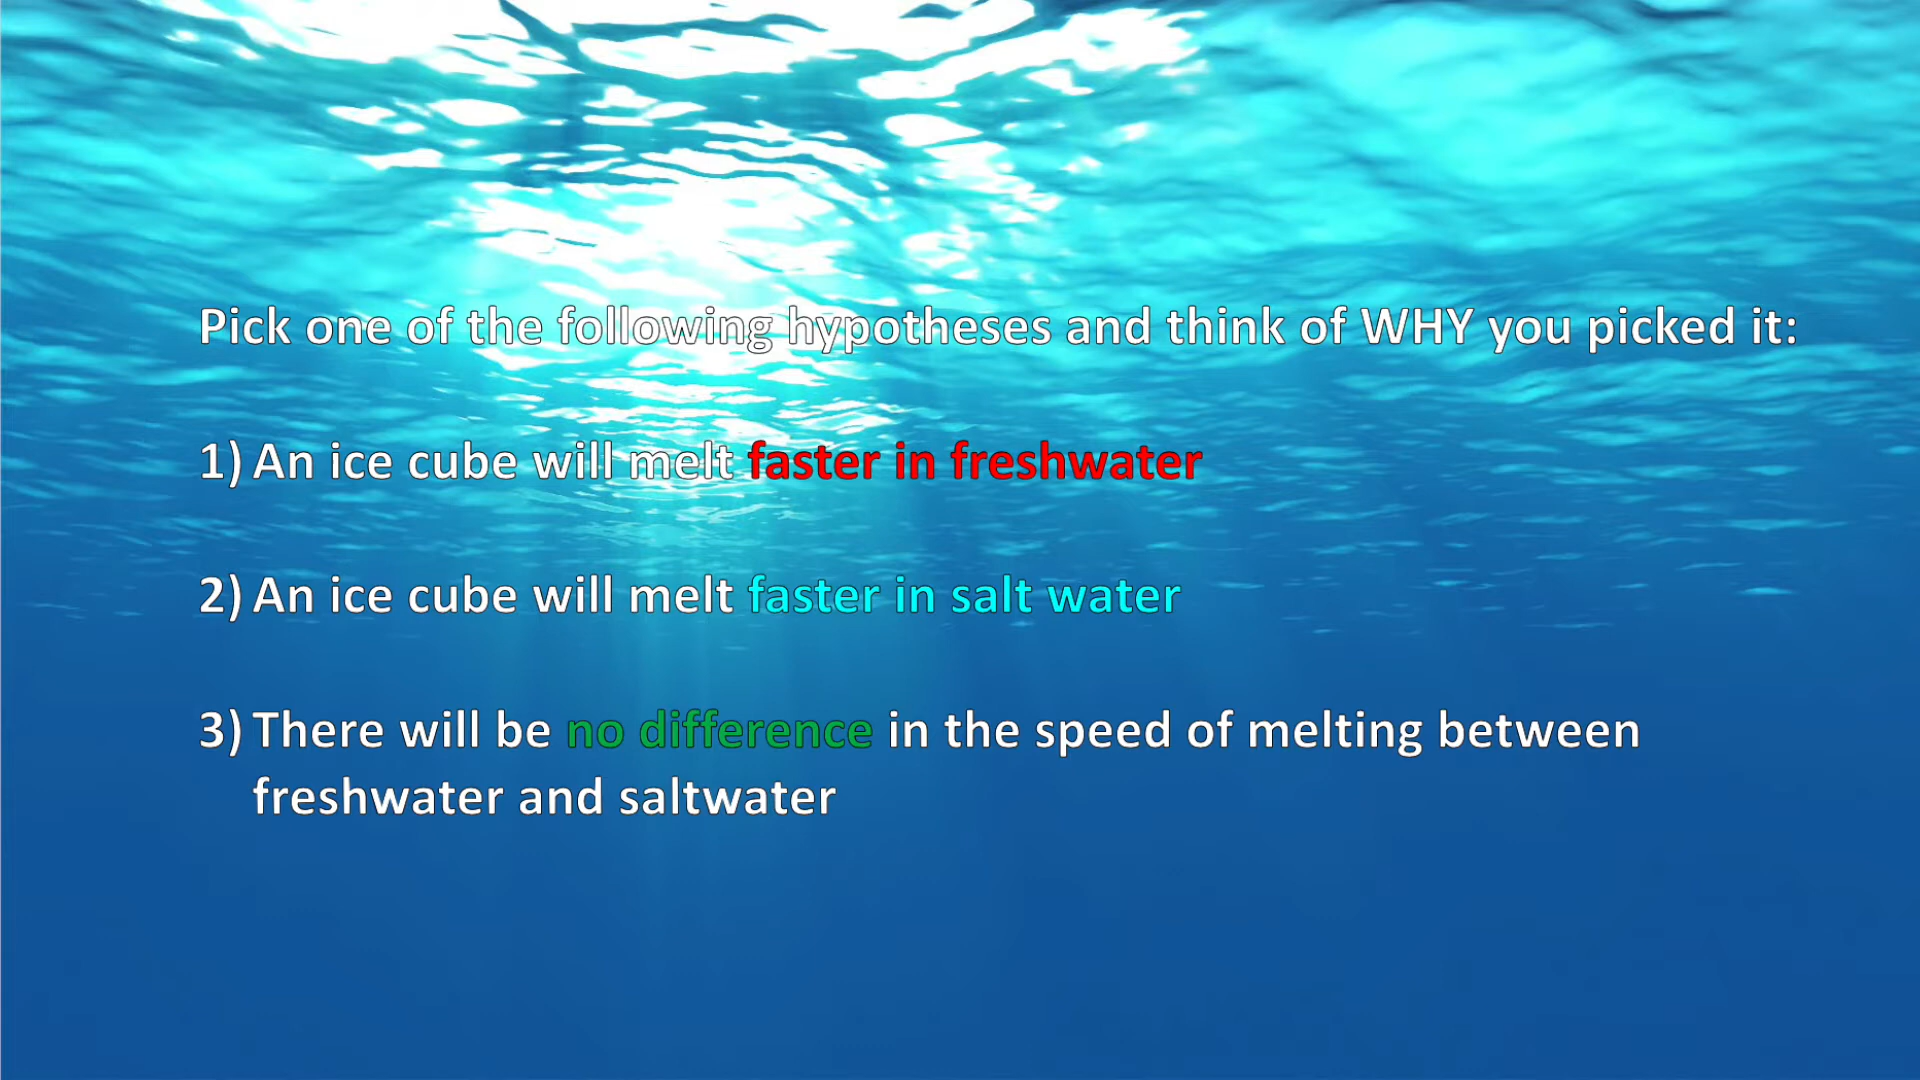 Pick one of the following hypotheses and think of WHY you picked it:
1) An ice cube will melt faster in freshwater
2) An ice cube will melt faster in salt water
3) There will be no difference in the speed of melting between
freshwater and saltwater